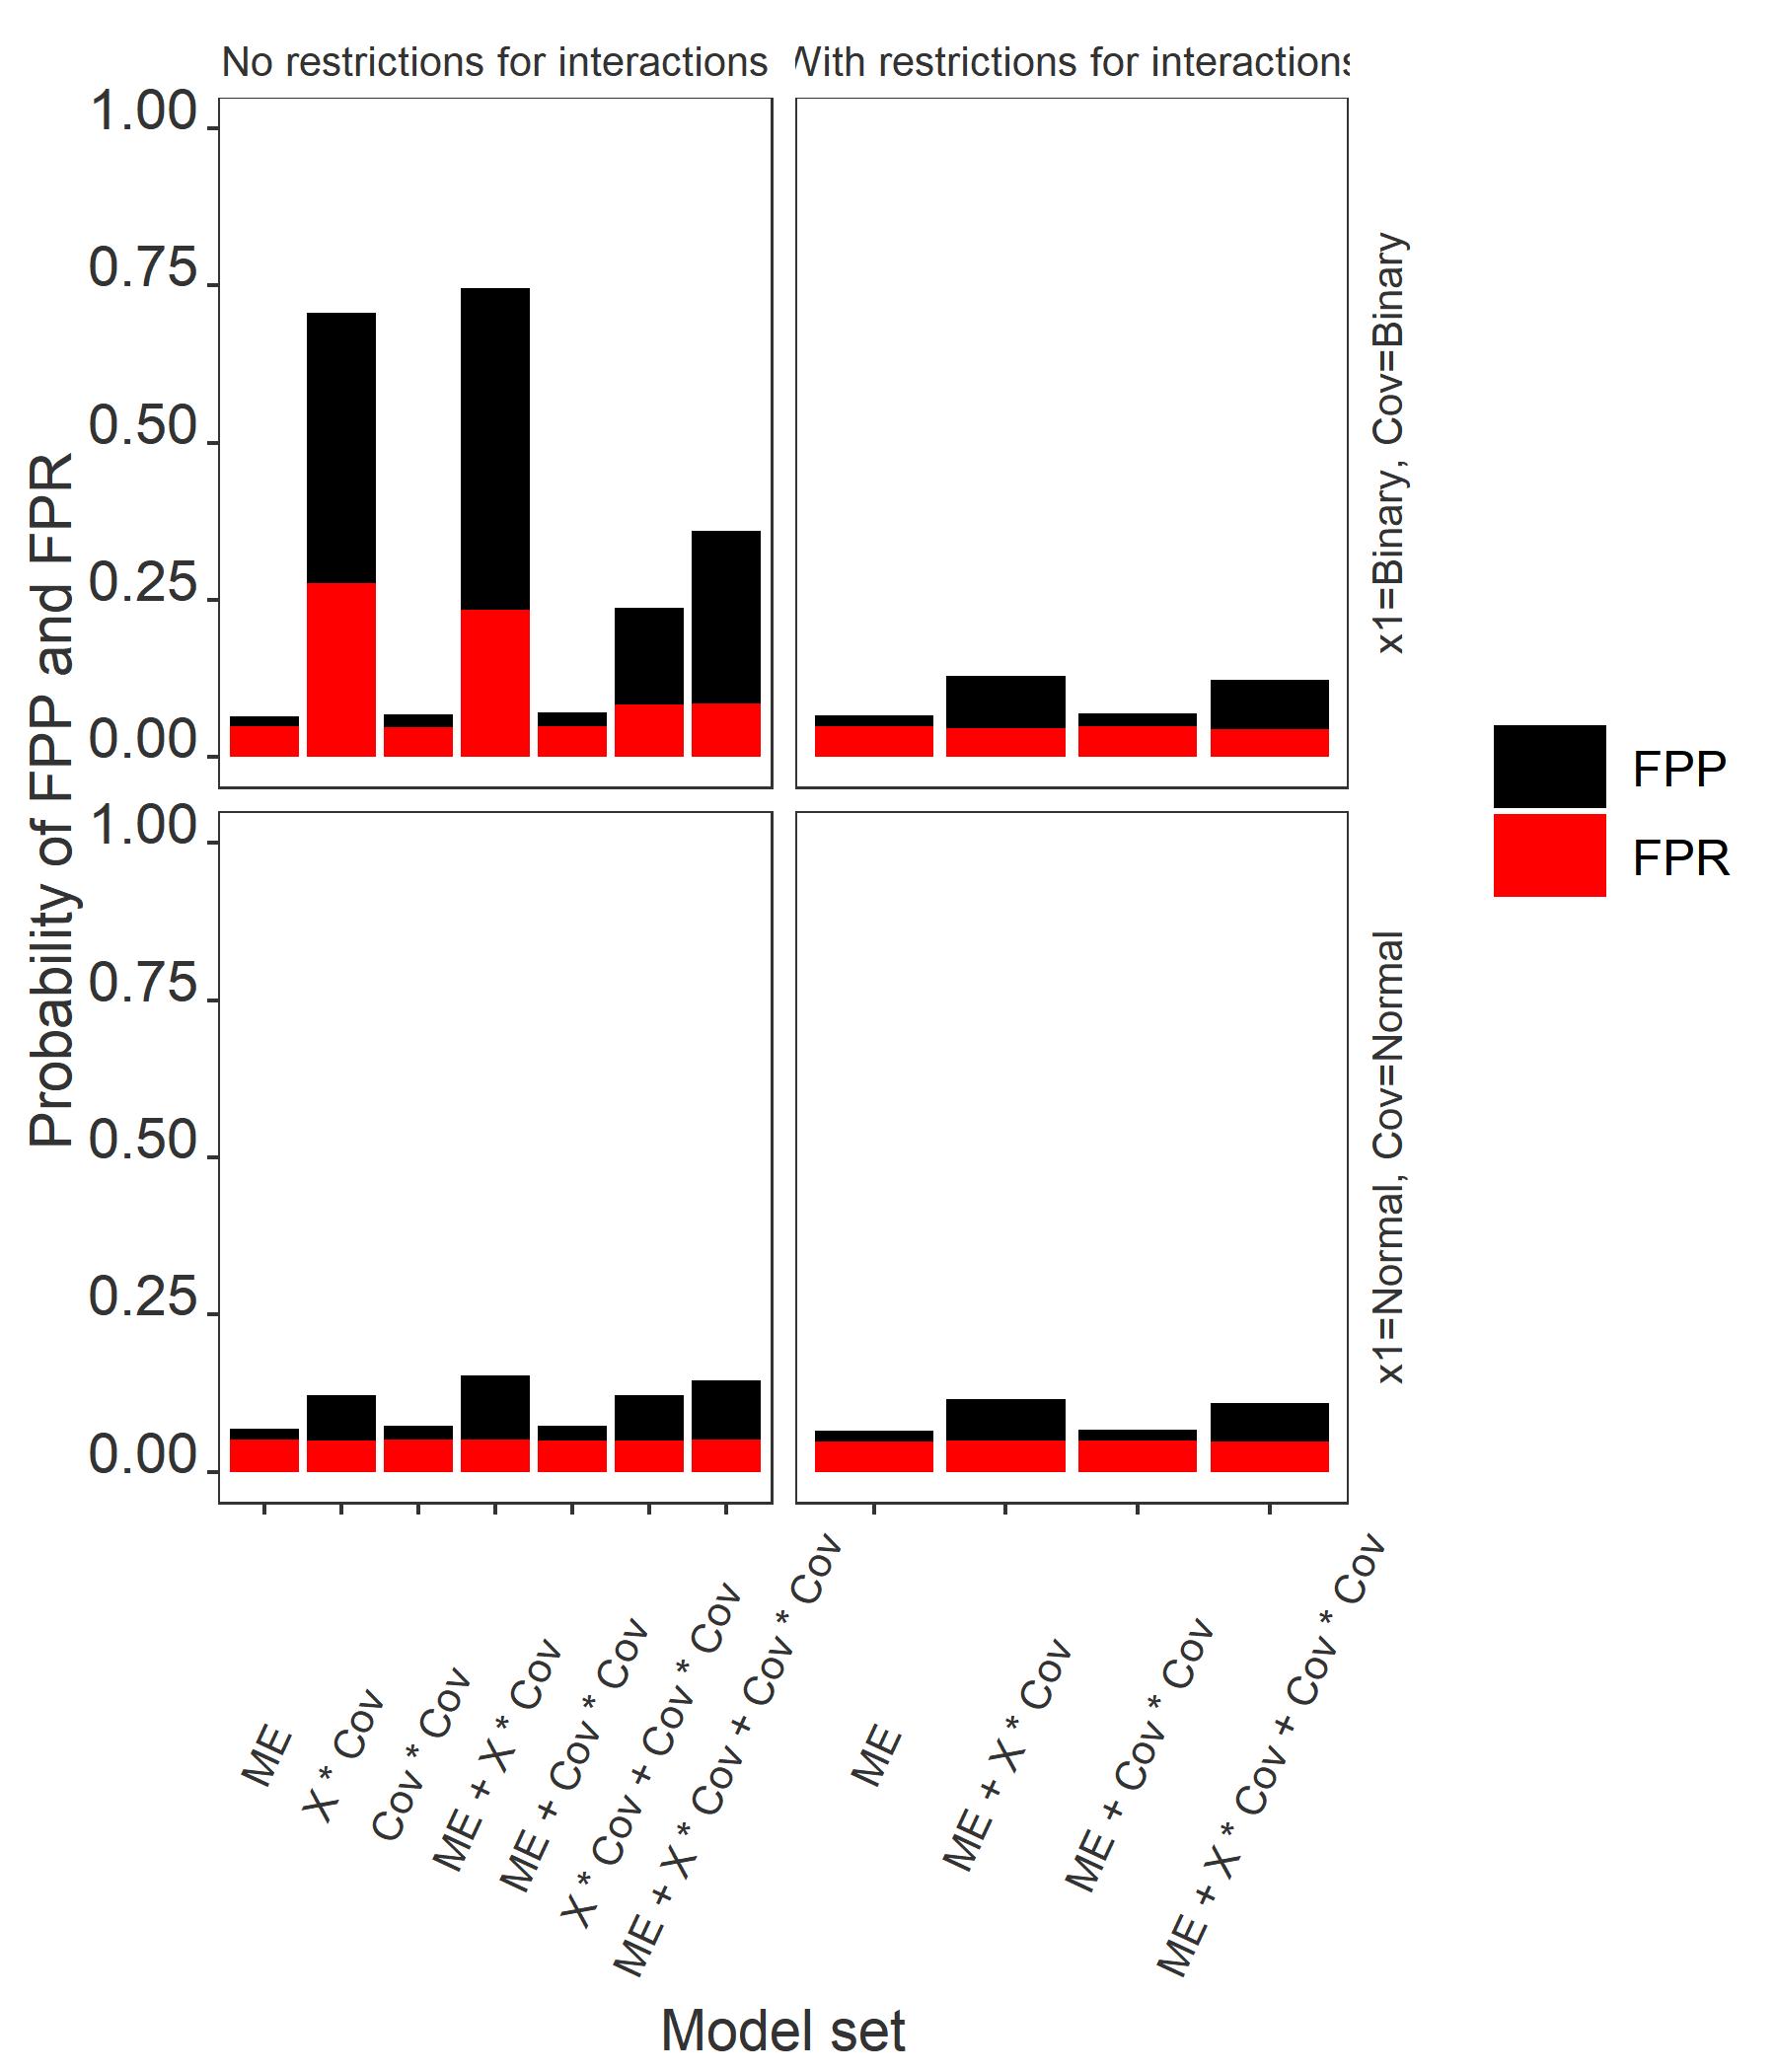 No restrictions for interactions
With restrictions for interactions
Probability of FPP and FPR
1.00
0.75
0.50
0.25
0.00
x1=Binary, Cov=Binary
1.00
0.75
0.50
0.25
0.00
x1=Normal, Cov=Normal
FPP
FPR
ME
X * Cov
Cov * Cov
ME + X * Cov
ME + Cov * Cov
X * Cov + Cov * Cov
ME + X * Cov + Cov * Cov
ME
ME + X * Cov
ME + Cov * Cov
ME + X * Cov + Cov * Cov
Model set